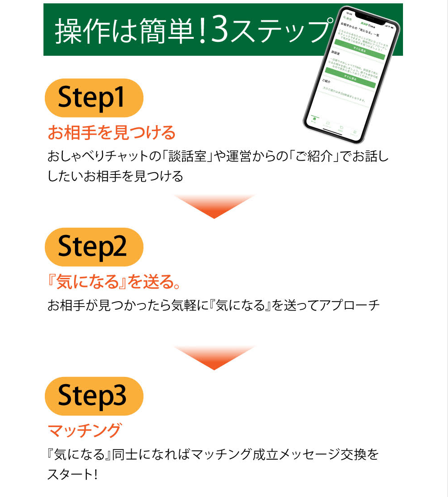 操作は簡単!3ステップ
Step1
お相手を見つける
おしゃべりチャットの「談話室」や運営からの「ご紹介」でお話し
したいお相手を見つける
Step2
『気になる』を送る。
お相手が見つかったら気軽に『気になる』を送ってアプローチ
Step3
マッチング
『気になる』同士になればマッチング成立メッセージ交換を
スタート!